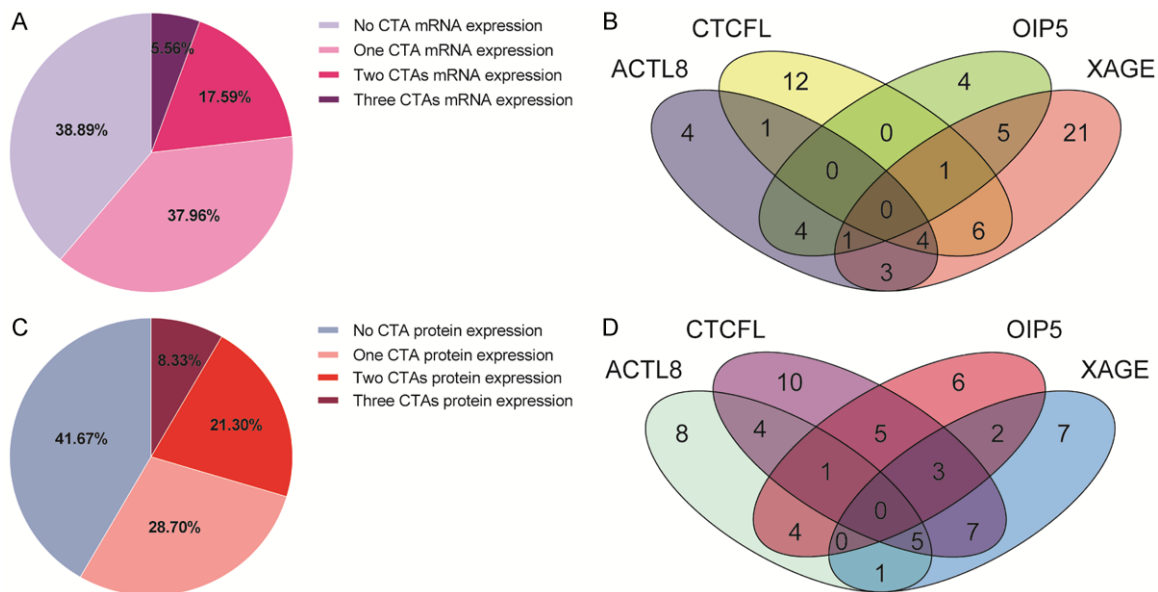 A
5.56%
17.59%
38.89%
37.96%
No CTA mRNA expression
One CTA mRNA expression
Two CTAs mRNA expression
Three CTAs mRNA expression
B
CTCFL
OIP5
ACTL8
XAGE
12
4
4
1
0
5
21
0
1
0
4
1
4
6
3
C
8.33%
21.30%
41.67%
28.70%
No CTA protein expression
One CTA protein expression
Two CTAs protein expression
Three CTAs protein expression
D
CTCFL
OIP5
ACTL8
XAGE
10
6
8
4
5
2
7
1
3
0
4
0
5
7
1